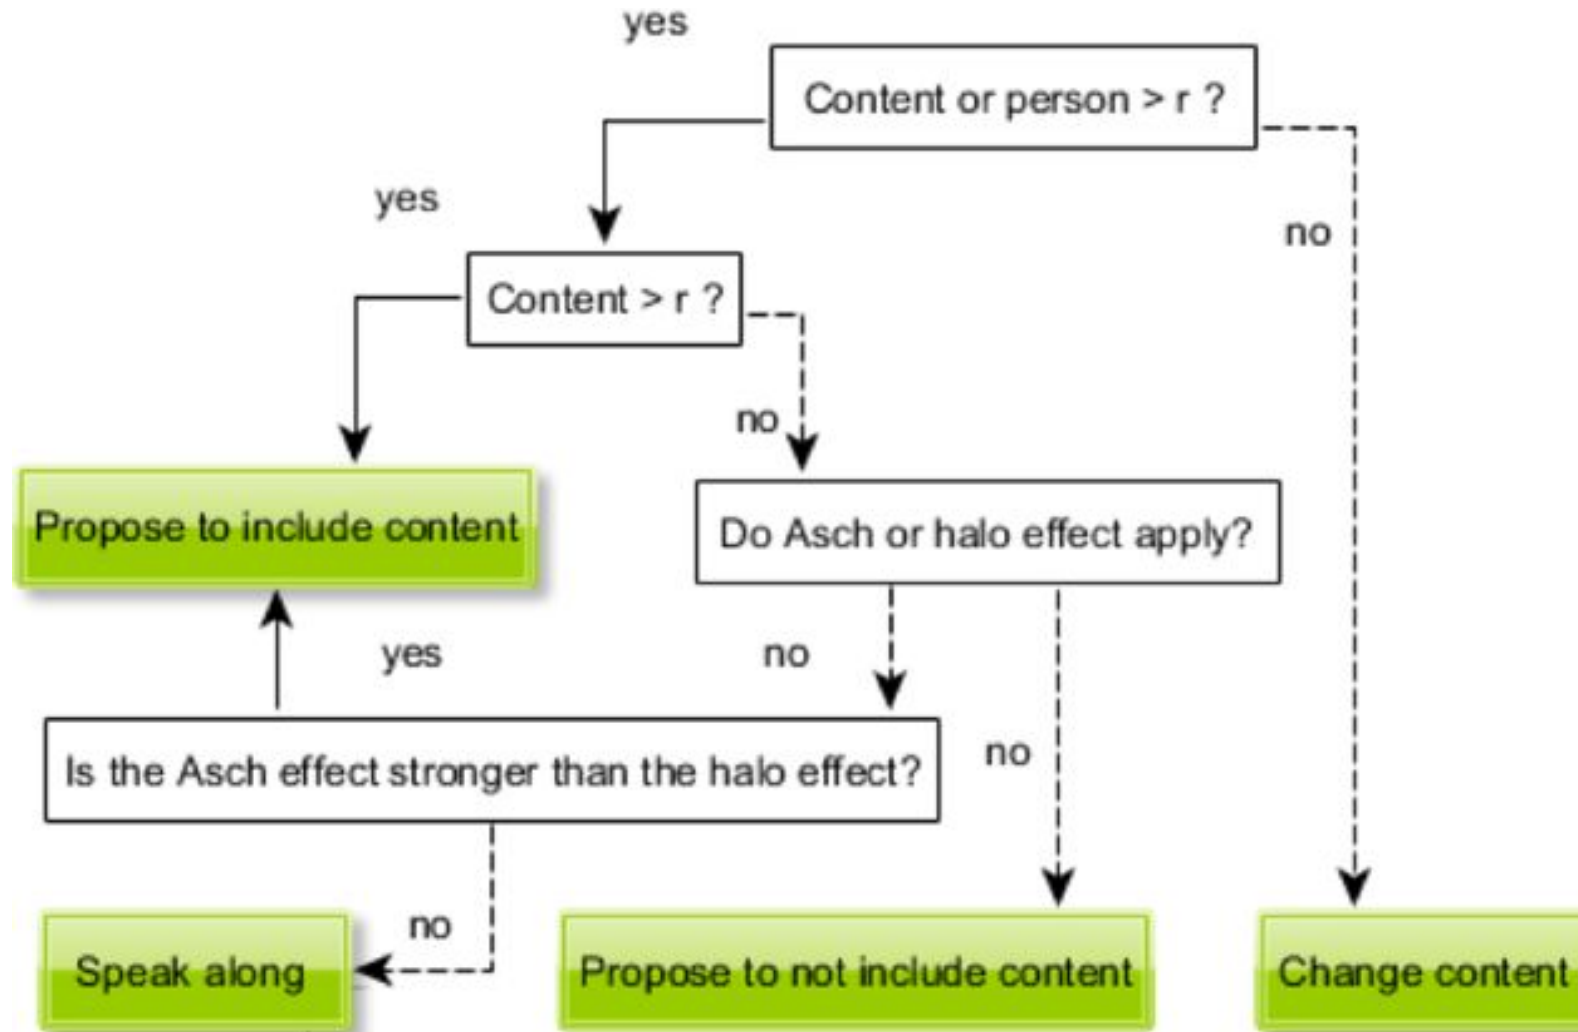 yes
Content or person > r ?
yes
no
Content > r ?
no
Propose to include content
Do Asch or halo effect apply?
yes
no
no
Is the Asch effect stronger than the halo effect?
no
Speak along
Propose to not include content
Change content